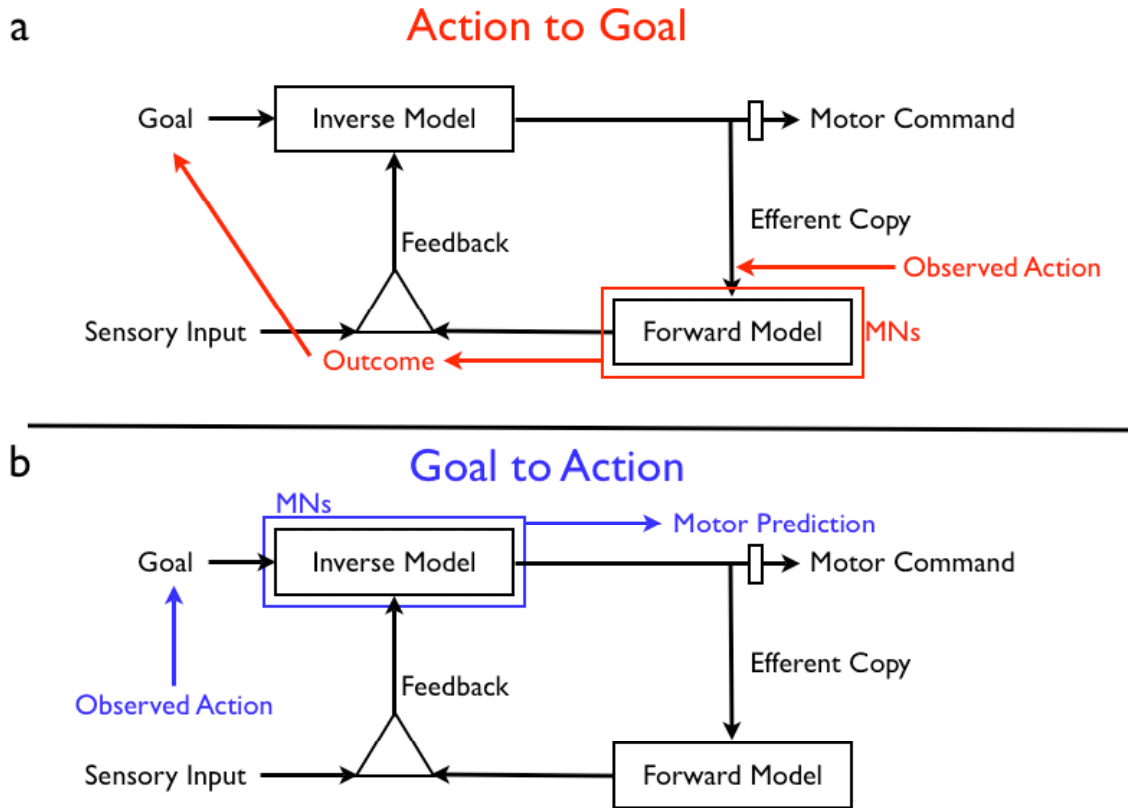 a
Action to Goal
Goal
Inverse Model
Motor Command
Efferent Copy
Feedback
Observed Action
Sensory Input
Forward Model
MNs
Outcome
b
Goal to Action
MNs
Motor Prediction
Goal
Inverse Model
Motor Command
Efferent Copy
Feedback
Observed Action
Sensory Input
Forward Model